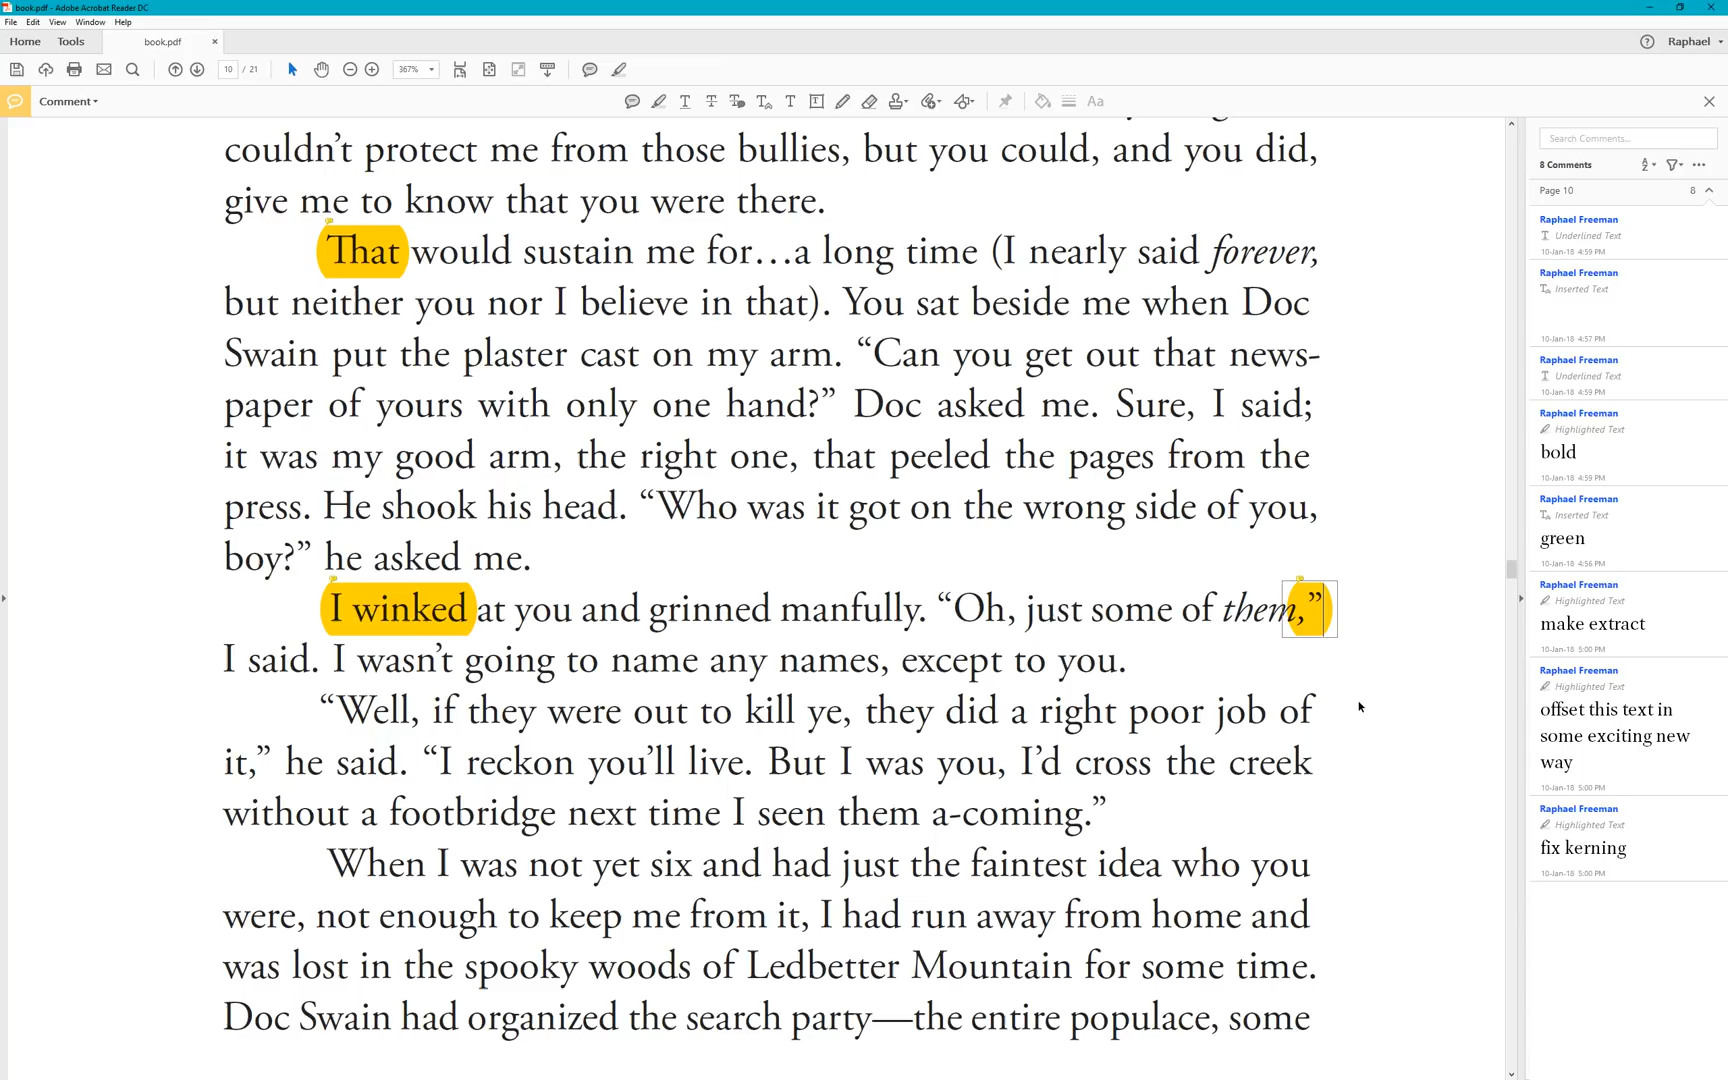 book.pdf - Adobe Acrobat Reader DC
File Edit View Window Help
Home Tools book.pdf Raphael
10 / 21 367%
Comment
couldn’t protect me from those bullies, but you could, and you did,
give me to know that you were there.
That would sustain me for…a long time (I nearly said forever,
but neither you nor I believe in that). You sat beside me when Doc
Swain put the plaster cast on my arm. “Can you get out that news-
paper of yours with only one hand?” Doc asked me. Sure, I said;
it was my good arm, the right one, that peeled the pages from the
press. He shook his head. “Who was it got on the wrong side of you,
boy?” he asked me.
I winked at you and grinned manfully. “Oh, just some of them,”
I said. I wasn’t going to name any names, except to you.
“Well, if they were out to kill ye, they did a right poor job of
it,” he said. “I reckon you’ll live. But I was you, I’d cross the creek
without a footbridge next time I seen them a-coming.”
When I was not yet six and had just the faintest idea who you
were, not enough to keep me from it, I had run away from home and
was lost in the spooky woods of Ledbetter Mountain for some time.
Doc Swain had organized the search party—the entire populace, some
Search Comments...
8 Comments
Page 10 8
Raphael Freeman
Underlined Text
10-Jan-18 4:59 PM
Raphael Freeman
Inserted Text
10-Jan-18 4:57 PM
Raphael Freeman
Underlined Text
10-Jan-18 4:59 PM
Raphael Freeman
Highlighted Text
bold
10-Jan-18 4:59 PM
Raphael Freeman
Inserted Text
green
10-Jan-18 4:56 PM
Raphael Freeman
Highlighted Text
make extract
10-Jan-18 5:00 PM
Raphael Freeman
Highlighted Text
offset this text in
some exciting new
way
10-Jan-18 5:00 PM
Raphael Freeman
Highlighted Text
fix kerning
10-Jan-18 5:00 PM